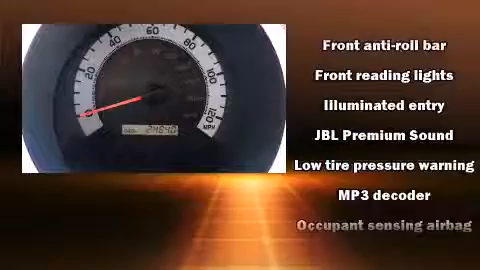 20
40
60
80
100
120
MPH
Front anti-roll bar
Front reading lights
Illuminated entry
JBL Premium Sound
Low tire pressure warning
MP3 decoder
Occupant sensing airbag